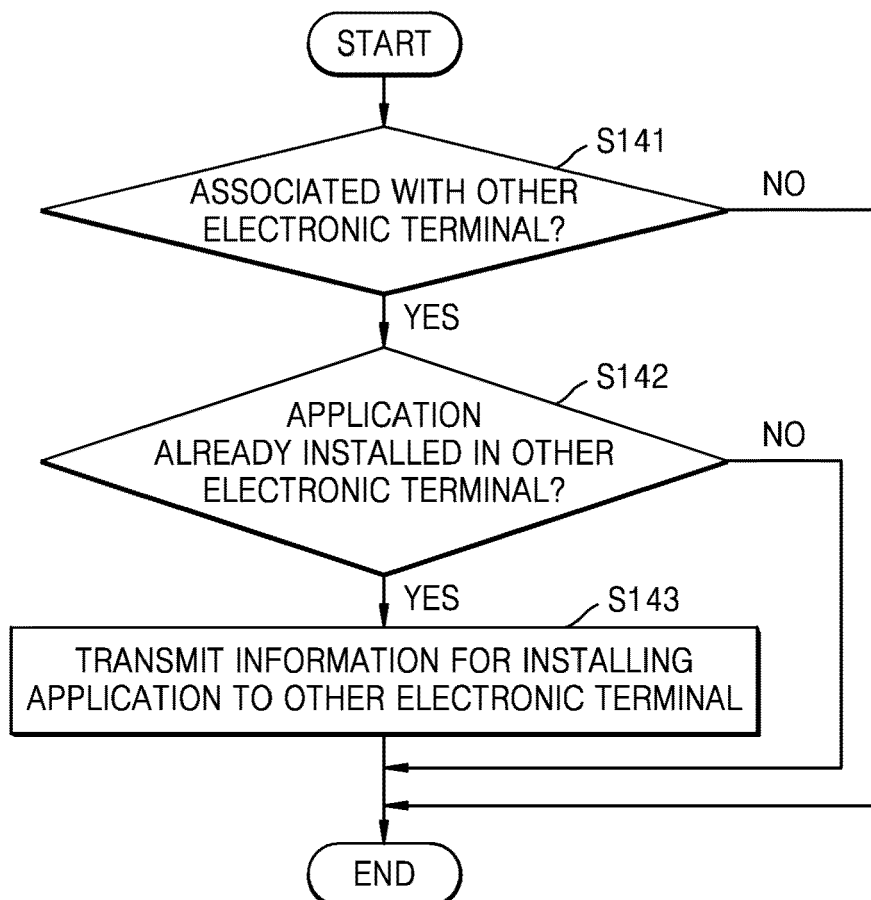 START
S141
ASSOCIATED WITH OTHER
ELECTRONIC TERMINAL?
NO
YES
S142
APPLICATION
ALREADY INSTALLED IN OTHER
ELECTRONIC TERMINAL?
NO
YES
S143
TRANSMIT INFORMATION FOR INSTALLING
APPLICATION TO OTHER ELECTRONIC TERMINAL
END